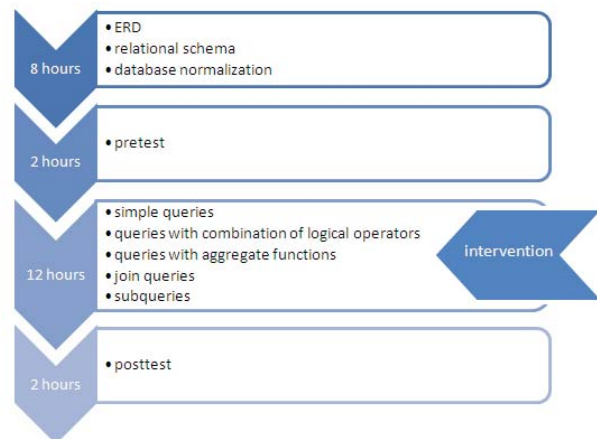 8 hours
• ERD
• relational schema
• database normalization
2 hours
• pretest
12 hours
• simple queries
• queries with combination of logical operators
• queries with aggregate functions
• join queries
• subqueries
intervention
2 hours
• posttest